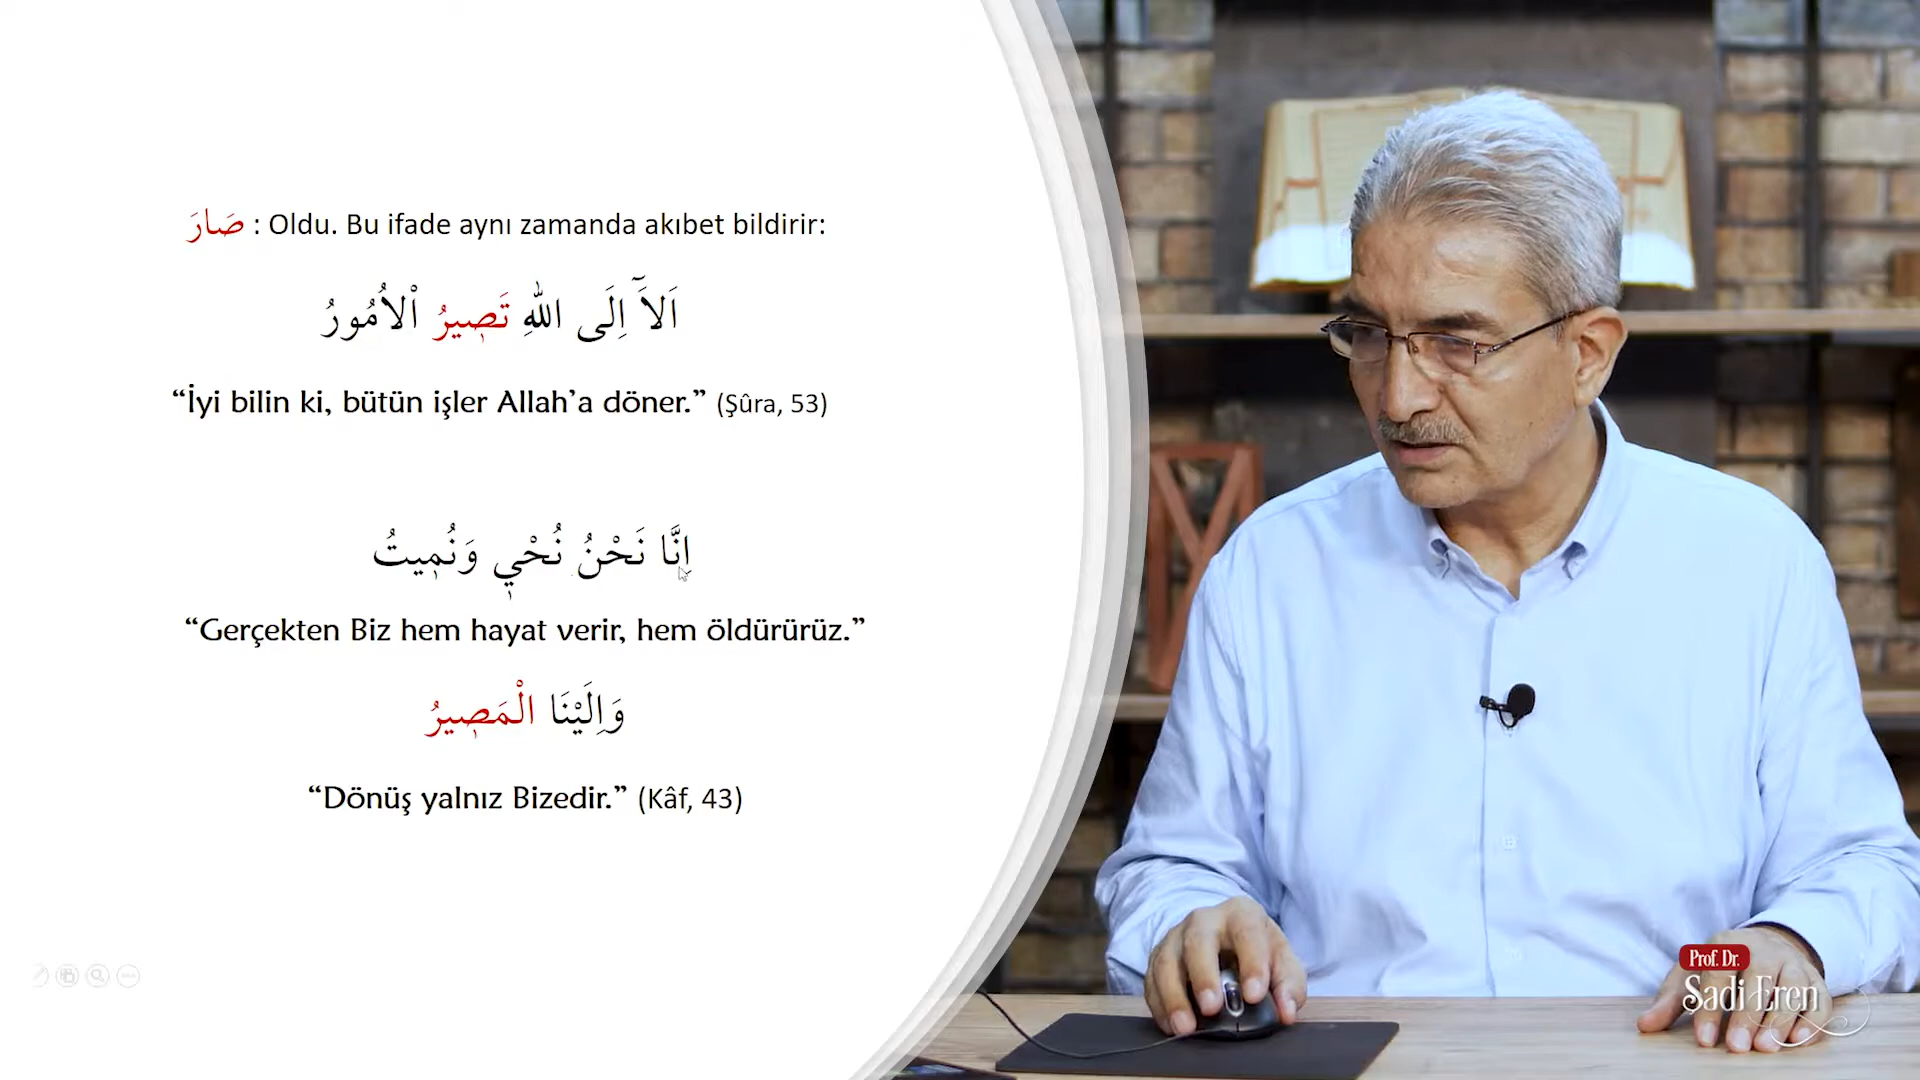 صَارَ : Oldu. Bu ifade aynı zamanda akıbet bildirir:
اَلَآ اِلَى اللّٰهِ تَصٖيرُ الْاُمُورُ
“İyi bilin ki, bütün işler Allah’a döner.” (Şûra, 53)
اِنَّا نَحْنُ نُحْيٖ وَنُمٖيتُ
“Gerçekten Biz hem hayat verir, hem öldürürüz.”
وَاِلَيْنَا الْمَصٖيرُ
“Dönüş yalnız Bizedir.” (Kâf, 43)
Prof. Dr.
Şadi Eren